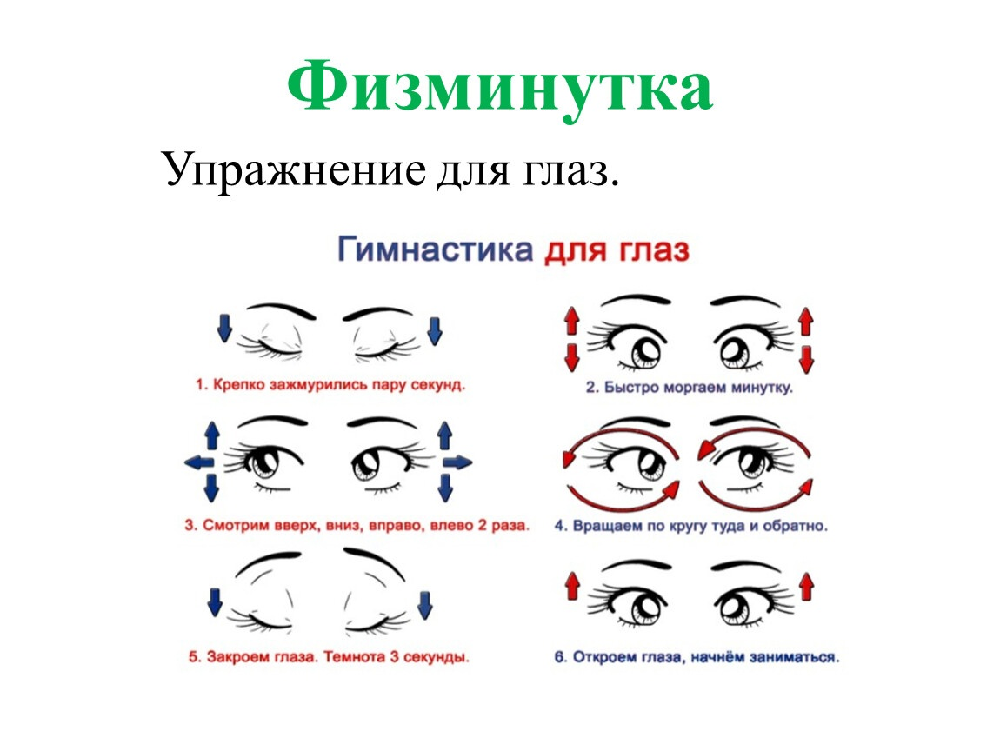 Физминутка
Упражнение для глаз.
Гимнастика для глаз
1. Крепко зажмурились пару секунд.
2. Быстро моргаем минутку.
3. Смотрим вверх, вниз, вправо, влево 2 раза.
4. Вращаем по кругу туда и обратно.
5. Закроем глаза. Темнота 3 секунды.
6. Откроем глаза, начнём заниматься.